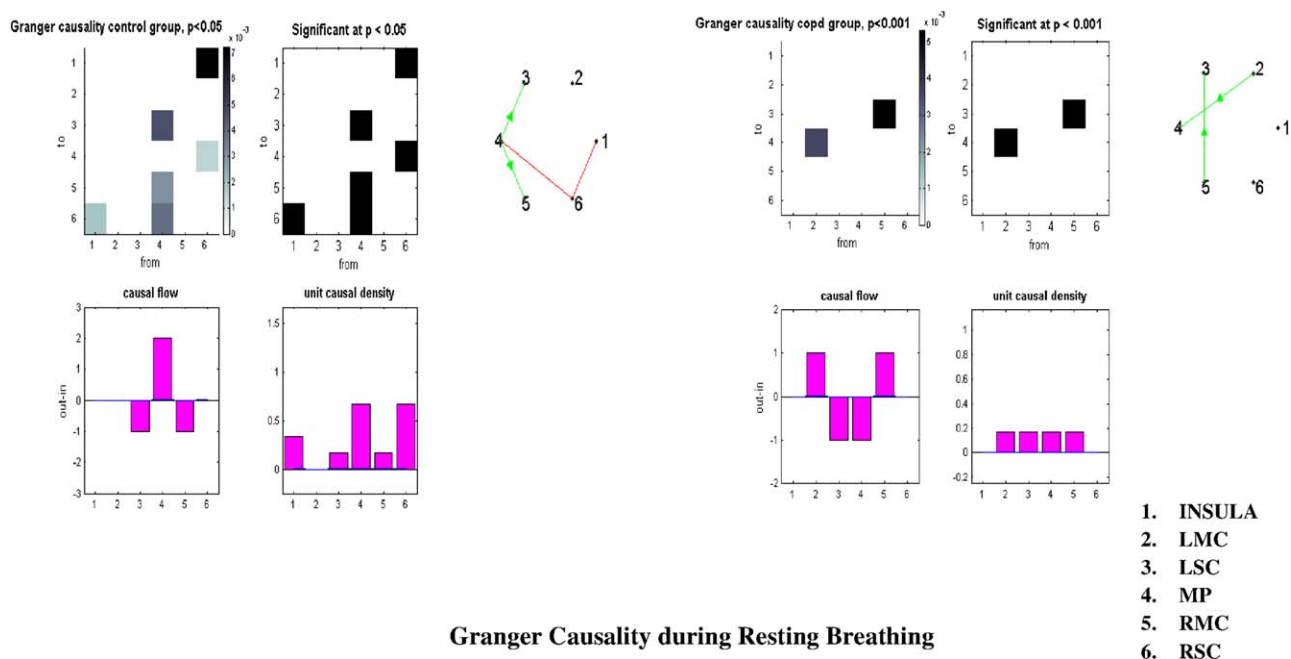 Granger causality control group, p<0.05
x 10⁻³
Significant at p < 0.05
1
2
3
4
5
6
to
1 2 3 4 5 6
from
7
6
5
4
3
2
1
0
1 2 3 4 5 6
from
3
2
4
1
5
6
causal flow
3
2
1
0
-1
-2
-3
out-in
1 2 3 4 5 6
unit causal density
1.5
1
0.5
0
1 2 3 4 5 6
Granger causality copd group, p<0.001
x 10⁻³
Significant at p < 0.001
1
2
3
4
5
6
to
1 2 3 4 5 6
from
5
4
3
2
1
0
1
2
3
4
5
6
to
1 2 3 4 5 6
from
3
2
4
1
5
6
causal flow
2
1
0
-1
-2
out-in
1 2 3 4 5 6
unit causal density
1
0.8
0.6
0.4
0.2
0
-0.2
1 2 3 4 5 6
1. INSULA
2. LMC
3. LSC
4. MP
5. RMC
6. RSC
Granger Causality during Resting Breathing